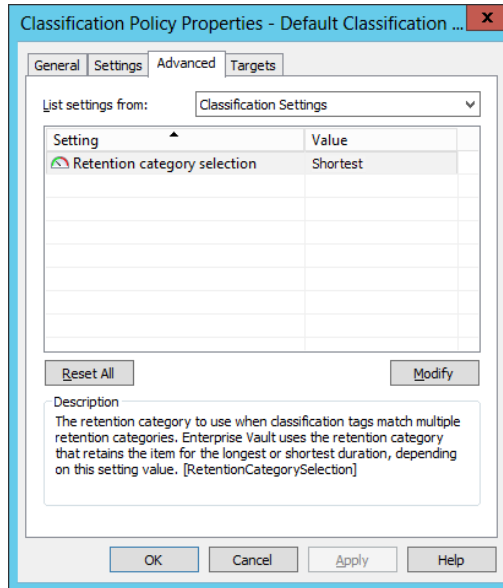 Classification Policy Properties - Default Classification ... x
General Settings Advanced Targets
List settings from: Classification Settings
Setting Value
Retention category selection Shortest
Reset All Modify
Description
The retention category to use when classification tags match multiple
retention categories. Enterprise Vault uses the retention category
that retains the item for the longest or shortest duration, depending
on this setting value. [RetentionCategorySelection]
OK Cancel Apply Help